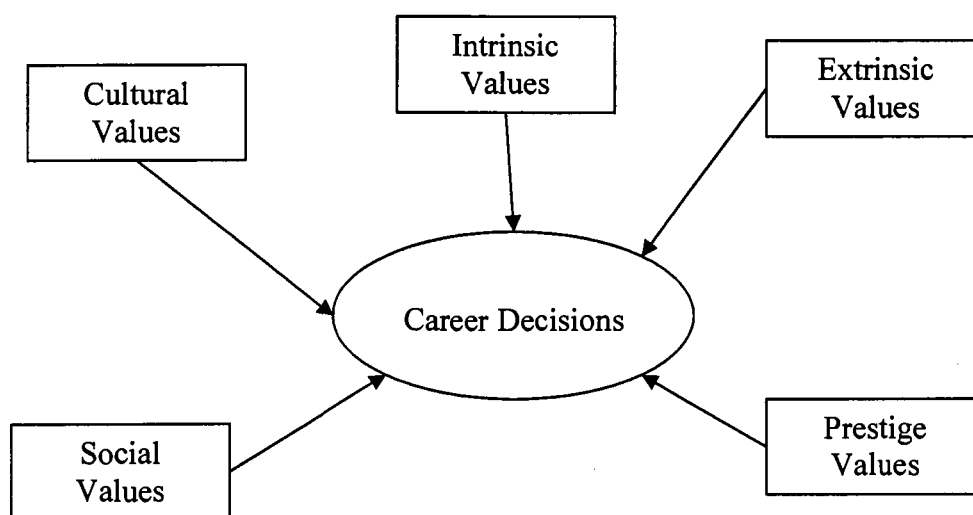 Intrinsic
Values
Extrinsic
Values
Cultural
Values
Career Decisions
Social
Values
Prestige
Values